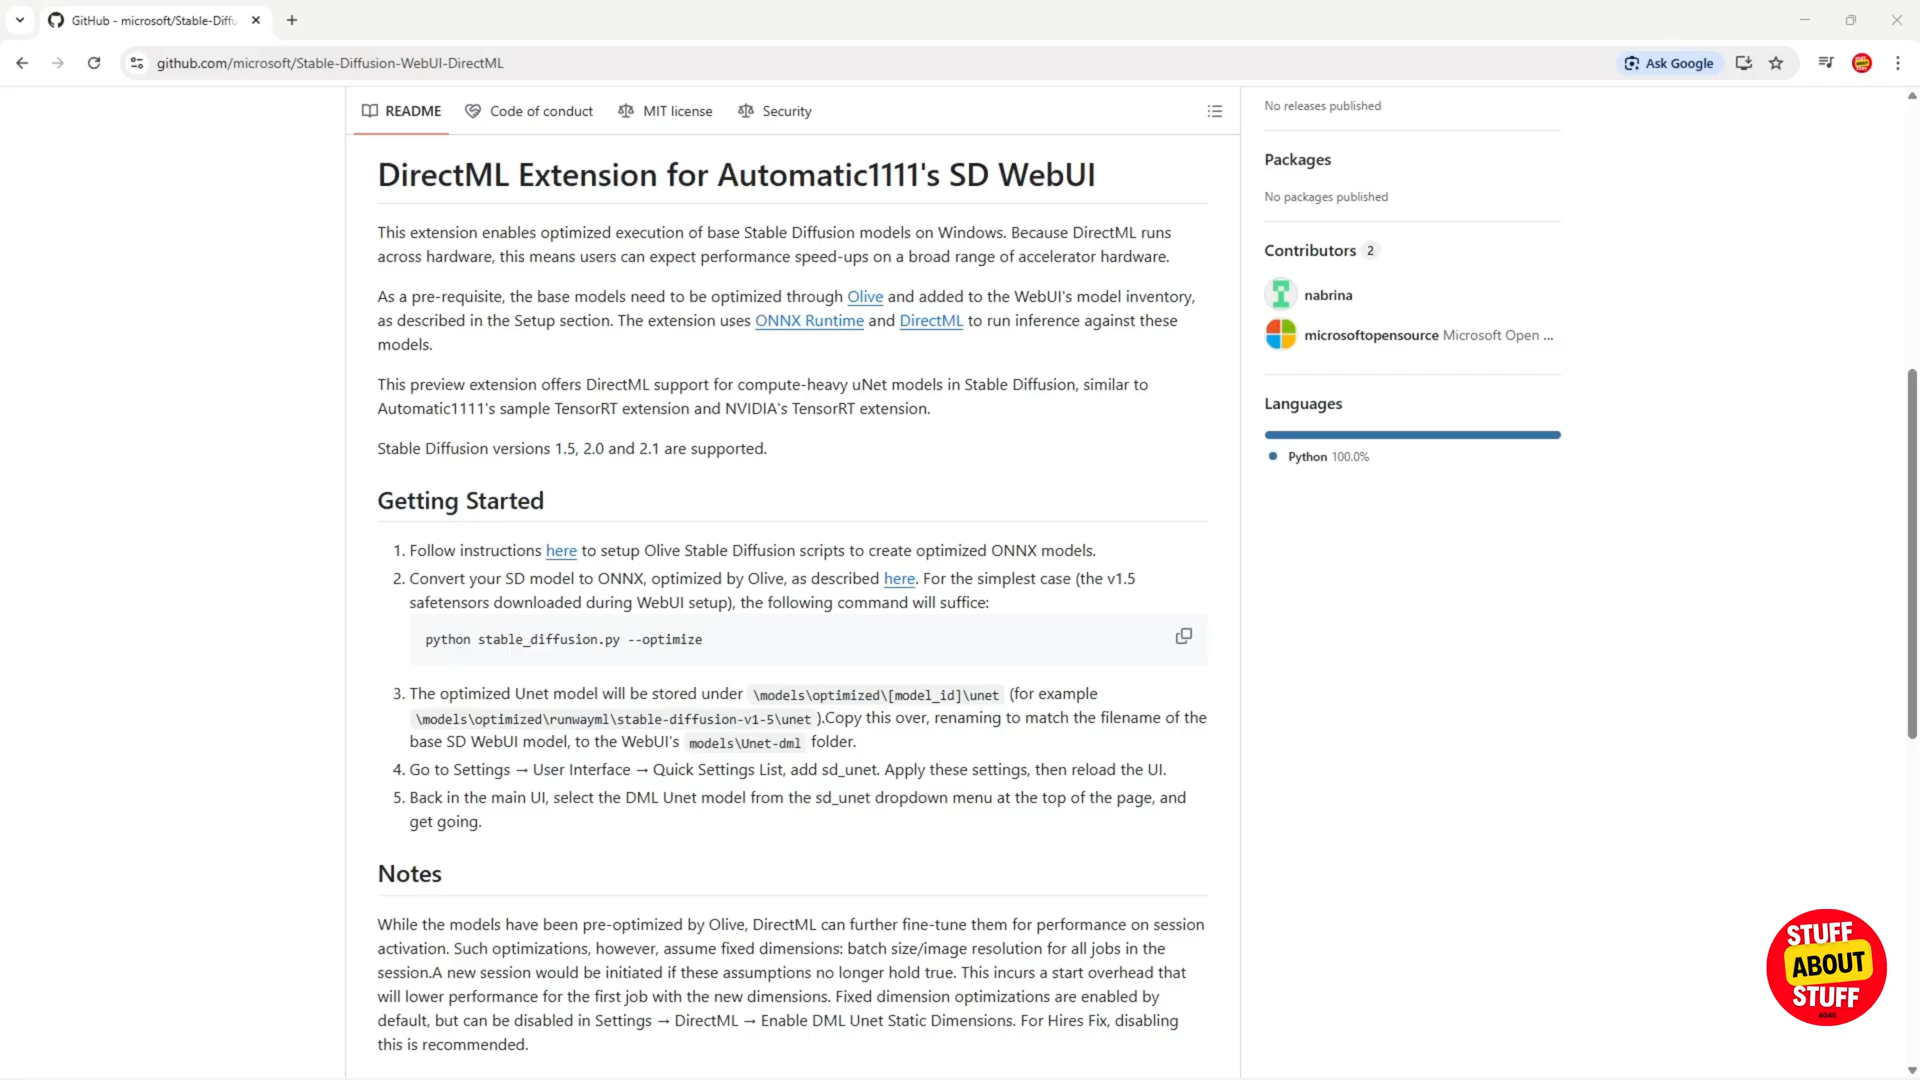 GitHub - microsoft/Stable-Diffu
github.com/microsoft/Stable-Diffusion-WebUI-DirectML
Ask Google
README
Code of conduct
MIT license
Security
DirectML Extension for Automatic1111's SD WebUI
This extension enables optimized execution of base Stable Diffusion models on Windows. Because DirectML runs
across hardware, this means users can expect performance speed-ups on a broad range of accelerator hardware.
As a pre-requisite, the base models need to be optimized through Olive and added to the WebUI's model inventory,
as described in the Setup section. The extension uses ONNX Runtime and DirectML to run inference against these
models.
This preview extension offers DirectML support for compute-heavy uNet models in Stable Diffusion, similar to
Automatic1111's sample TensorRT extension and NVIDIA's TensorRT extension.
Stable Diffusion versions 1.5, 2.0 and 2.1 are supported.
Getting Started
1. Follow instructions here to setup Olive Stable Diffusion scripts to create optimized ONNX models.
2. Convert your SD model to ONNX, optimized by Olive, as described here. For the simplest case (the v1.5
safetensors downloaded during WebUI setup), the following command will suffice:
python stable_diffusion.py --optimize
3. The optimized Unet model will be stored under \models\optimized\[model_id]\unet (for example
\models\optimized\runwayml\stable-diffusion-v1-5\unet ).Copy this over, renaming to match the filename of the
base SD WebUI model, to the WebUI's models\Unet-dml folder.
4. Go to Settings → User Interface → Quick Settings List, add sd_unet. Apply these settings, then reload the UI.
5. Back in the main UI, select the DML Unet model from the sd_unet dropdown menu at the top of the page, and
get going.
Notes
While the models have been pre-optimized by Olive, DirectML can further fine-tune them for performance on session
activation. Such optimizations, however, assume fixed dimensions: batch size/image resolution for all jobs in the
session.A new session would be initiated if these assumptions no longer hold true. This incurs a start overhead that
will lower performance for the first job with the new dimensions. Fixed dimension optimizations are enabled by
default, but can be disabled in Settings → DirectML → Enable DML Unet Static Dimensions. For Hires Fix, disabling
this is recommended.
No releases published
Packages
No packages published
Contributors 2
nabrina
microsoftopensource Microsoft Open ...
Languages
Python 100.0%
STUFF
ABOUT
STUFF